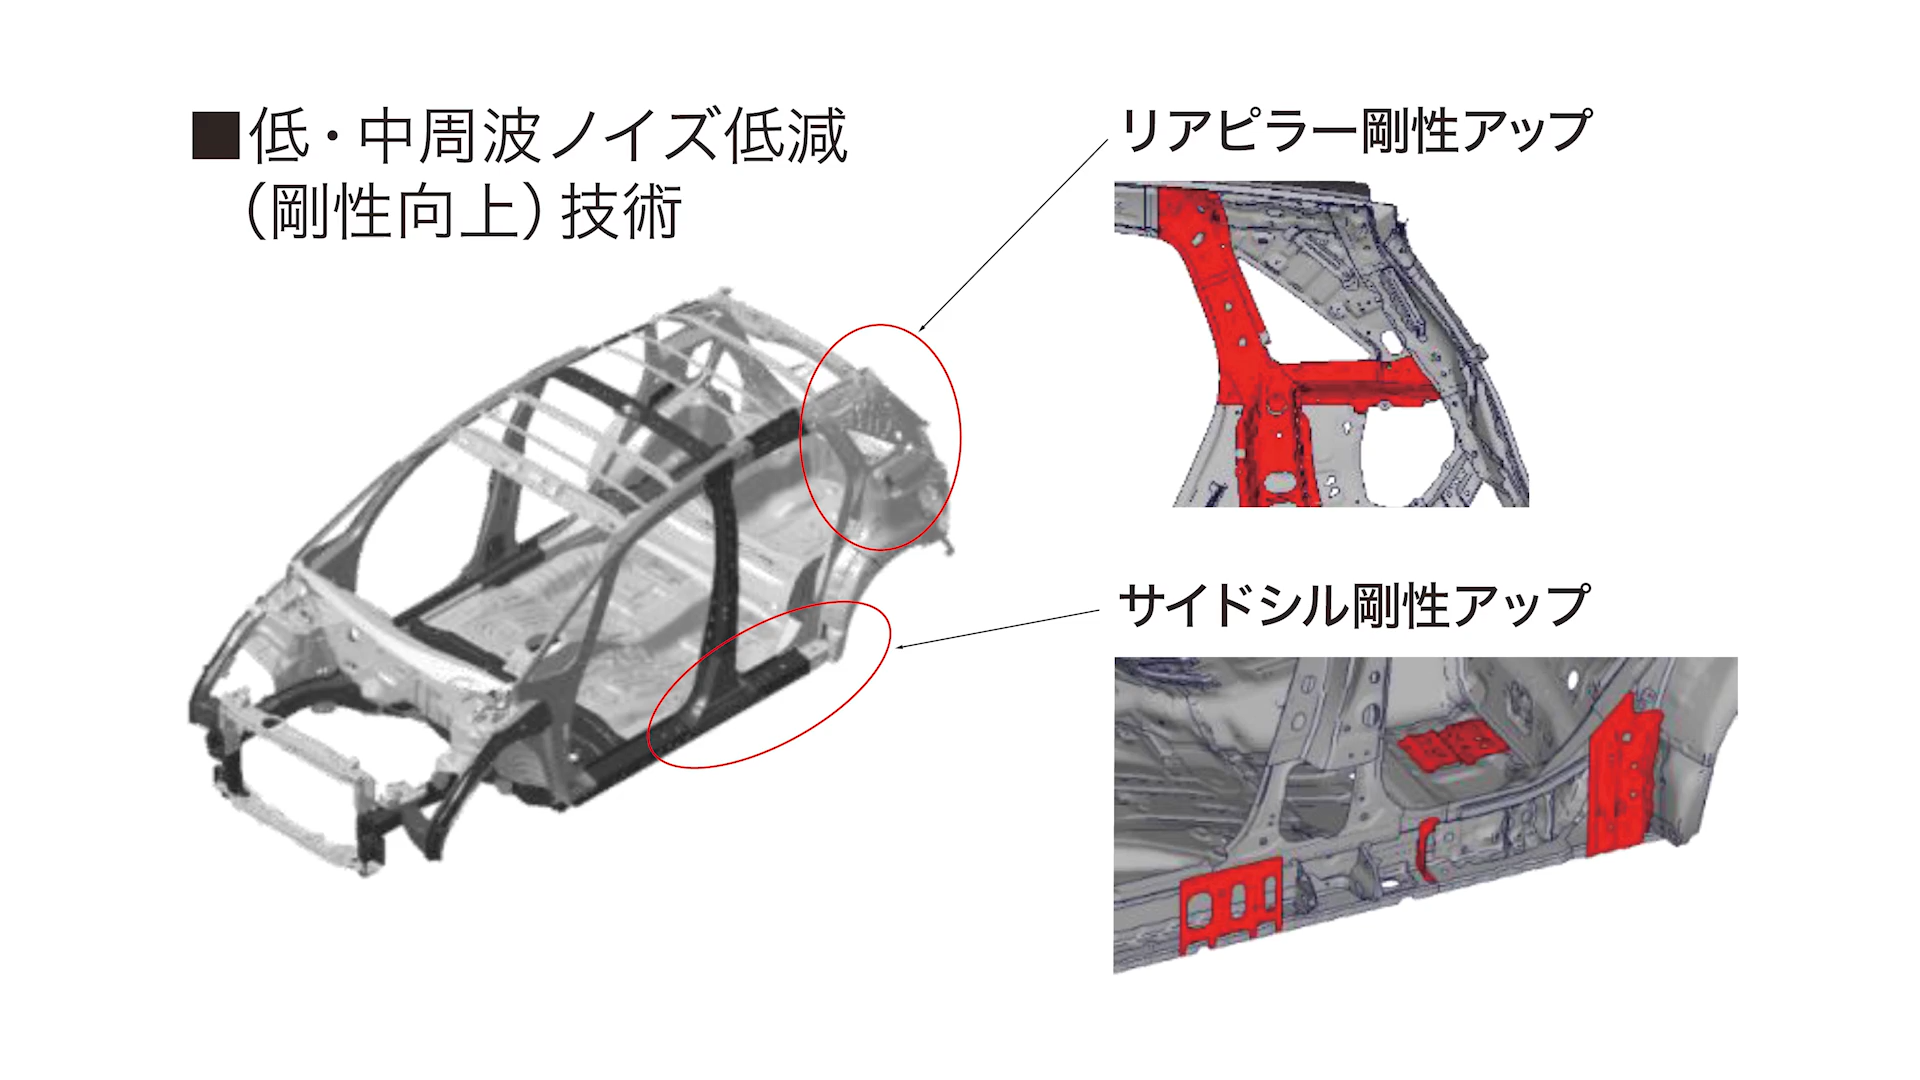 ■低・中周波ノイズ低減
（剛性向上）技術
リアピラー剛性アップ
サイドシル剛性アップ